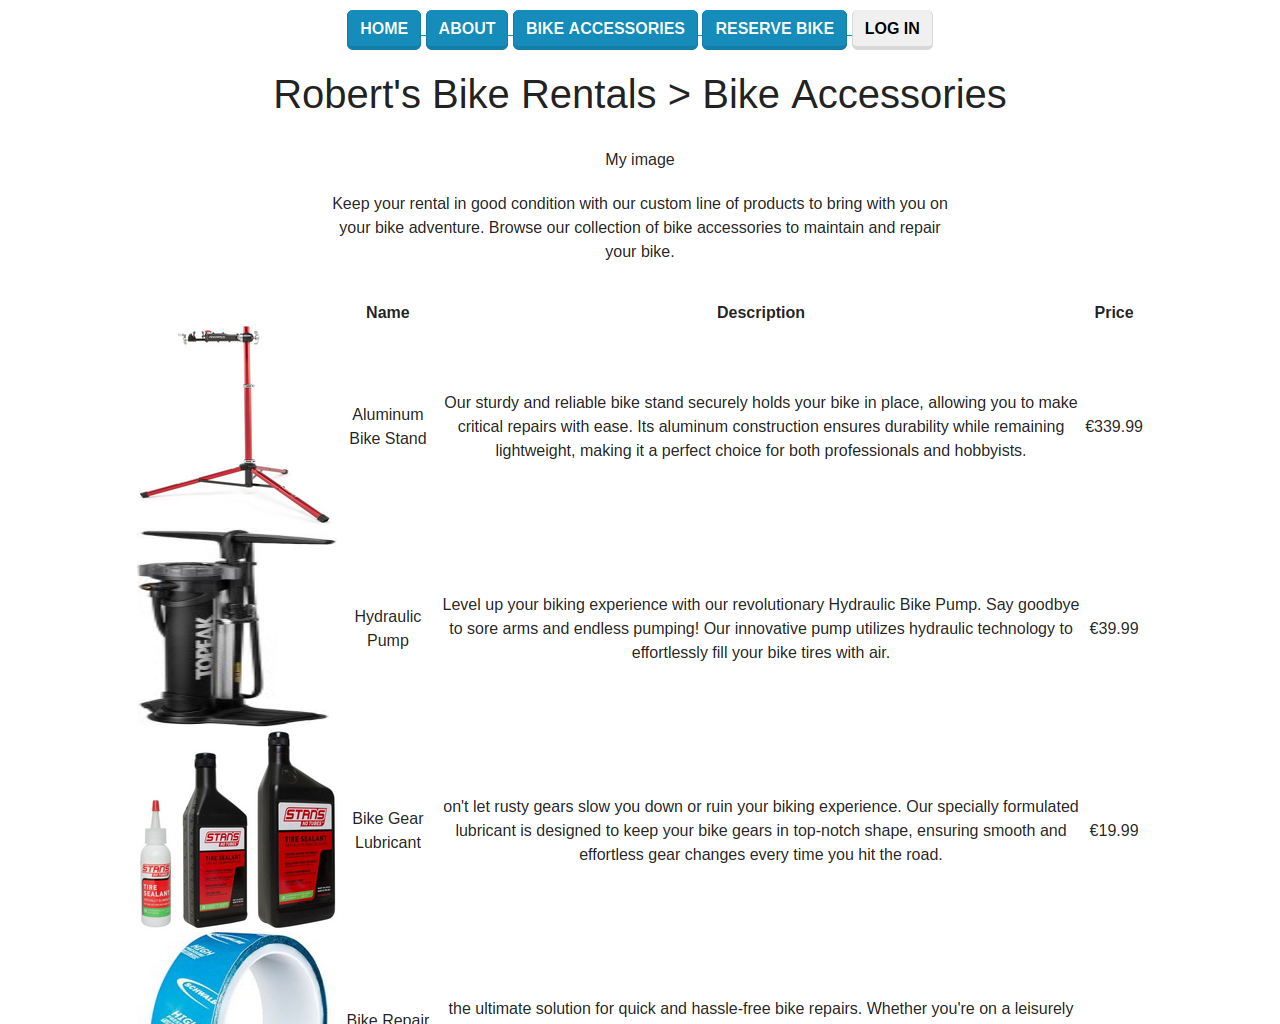 HOME ABOUT BIKE ACCESSORIES RESERVE BIKE LOG IN
Robert's Bike Rentals > Bike Accessories
My image
Keep your rental in good condition with our custom line of products to bring with you on
your bike adventure. Browse our collection of bike accessories to maintain and repair
your bike.
Name Description Price
Aluminum
Bike Stand
Our sturdy and reliable bike stand securely holds your bike in place, allowing you to make
critical repairs with ease. Its aluminum construction ensures durability while remaining
lightweight, making it a perfect choice for both professionals and hobbyists.
€339.99
TOPEAK
Hydraulic
Pump
Level up your biking experience with our revolutionary Hydraulic Bike Pump. Say goodbye
to sore arms and endless pumping! Our innovative pump utilizes hydraulic technology to
effortlessly fill your bike tires with air.
€39.99
STAN'S
NO TUBES
TIRE SEALANT
STAN'S
NO TUBES
TIRE SEALANT
STAN'S
TIRE
SEALANT
Bike Gear
Lubricant
on't let rusty gears slow you down or ruin your biking experience. Our specially formulated
lubricant is designed to keep your bike gears in top-notch shape, ensuring smooth and
effortless gear changes every time you hit the road.
€19.99
HIGH
SCHWALBE
HIGH
Bike Repair
the ultimate solution for quick and hassle-free bike repairs. Whether you're on a leisurely